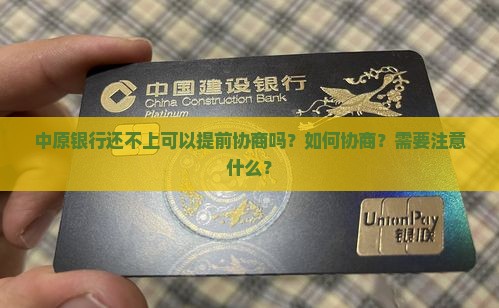 中国建设银行
China Construction Bank
Platinum
中原银行还不上可以提前协商吗？如何协商？需要注意
什么？
UnionPay
银联